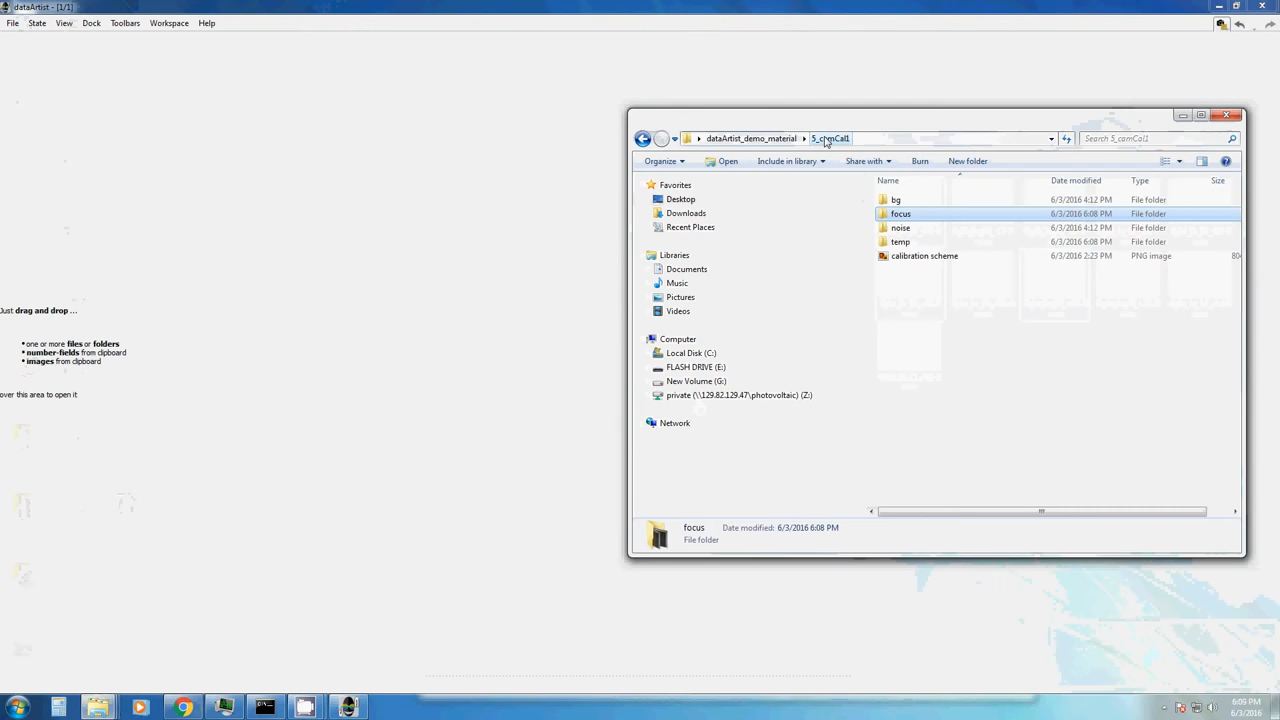 dataArtist - [1/1]
File State View Dock Toolbars Workspace Help
Just drag and drop ...
• one or more files or folders
• number-fields from clipboard
• images from clipboard
over this area to open it
dataArtist_demo_material 5_camCal1
Search 5_camCal1
Organize Open Include in library Share with Burn New folder
Favorites
Desktop
Downloads
Recent Places
Libraries
Documents
Music
Pictures
Videos
Computer
Local Disk (C:)
FLASH DRIVE (E:)
New Volume (G:)
private (\\129.82.129.47\photovoltaic) (Z:)
Network
Name Date modified Type Size
bg 6/3/2016 4:12 PM File folder
focus 6/3/2016 6:08 PM File folder
noise 6/3/2016 4:12 PM File folder
temp 6/3/2016 6:08 PM File folder
calibration scheme 6/3/2016 2:23 PM PNG image 80
focus Date modified: 6/3/2016 6:08 PM
File folder
6:09 PM
6/3/2016